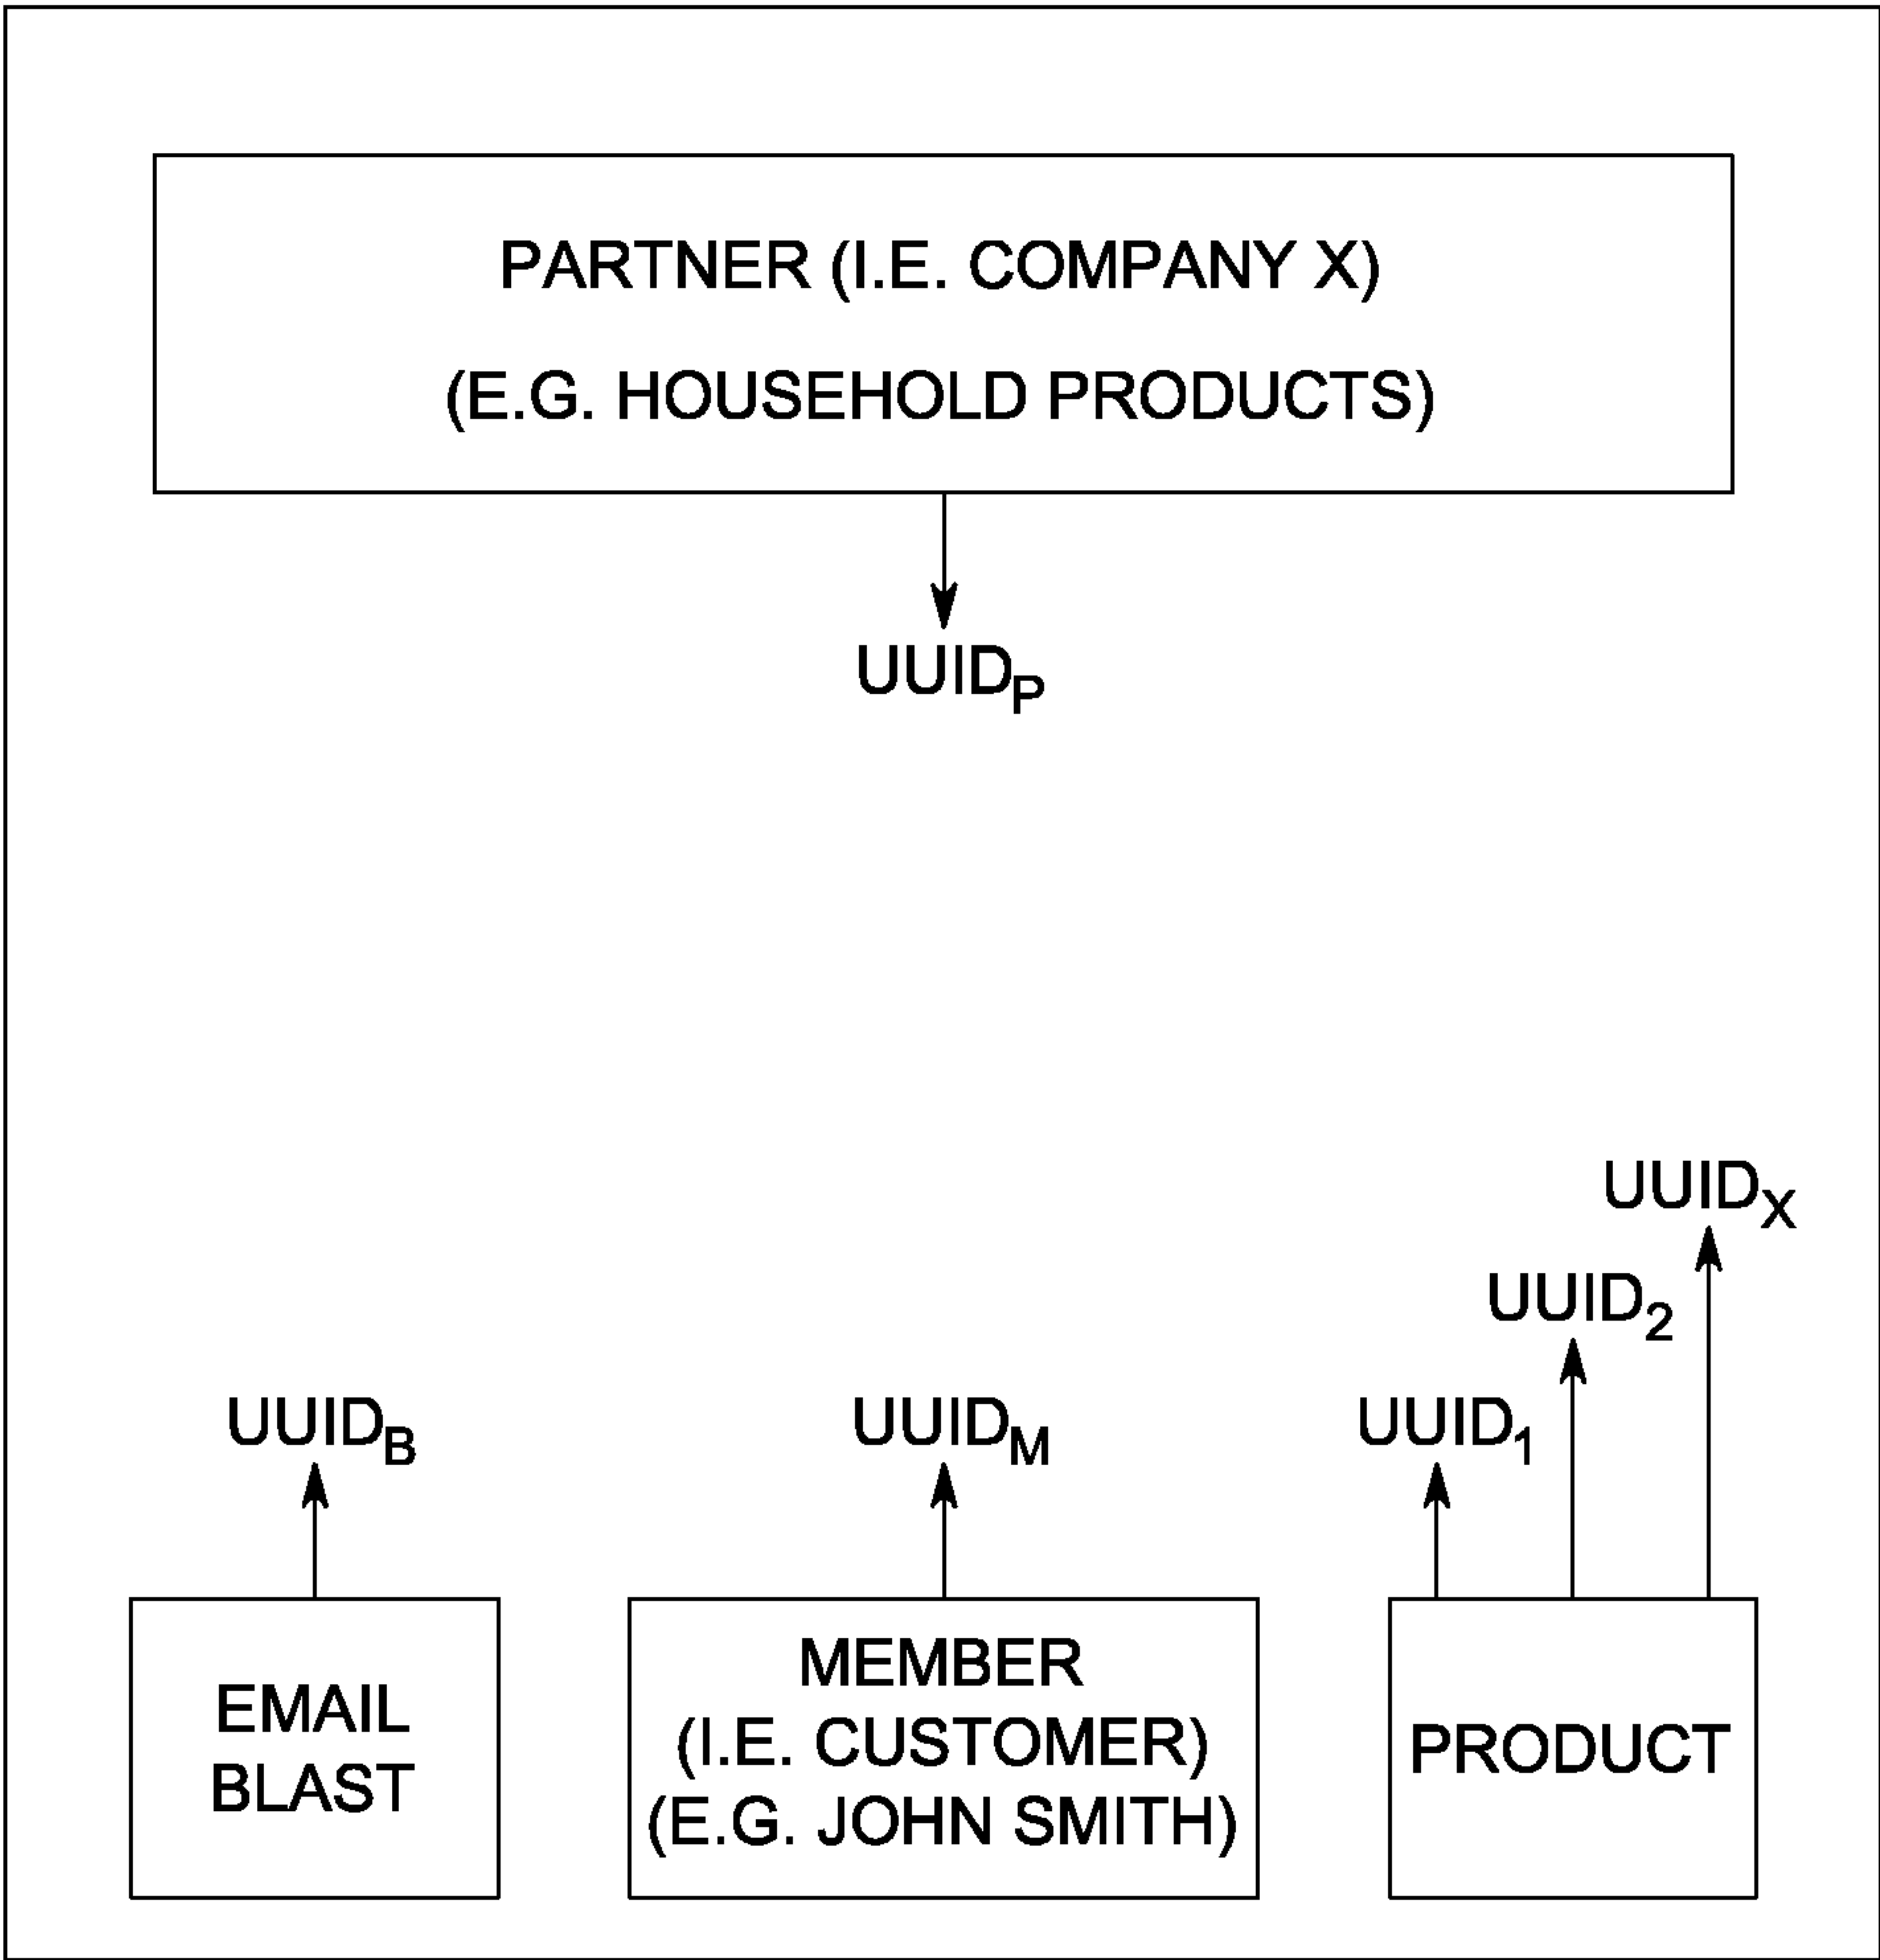 PARTNER (I.E. COMPANY X)
(E.G. HOUSEHOLD PRODUCTS)
UUIDP
UUIDX
UUID2
UUIDB
UUIDM
UUID1
EMAIL
BLAST
MEMBER
(I.E. CUSTOMER)
(E.G. JOHN SMITH)
PRODUCT